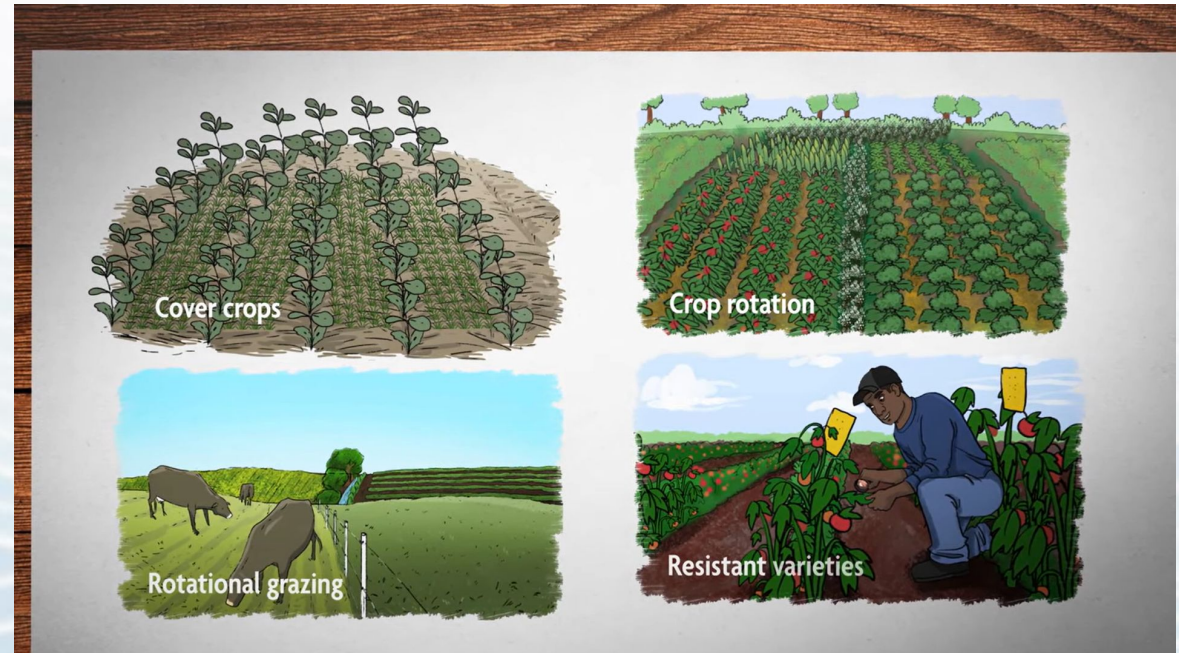 Cover crops
Crop rotation
Rotational grazing
Resistant varieties